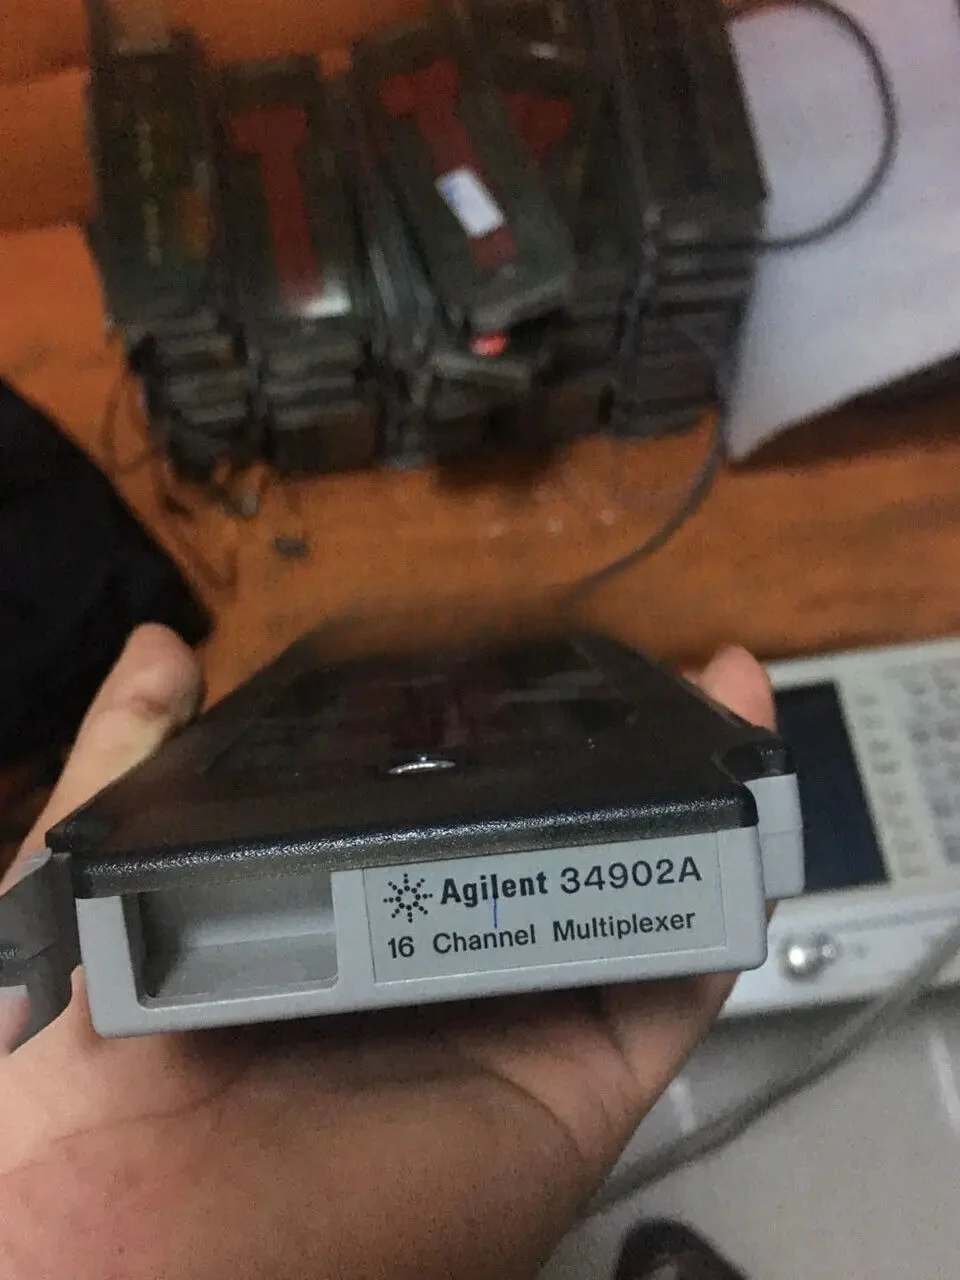 Agilent 34902A
16 Channel Multiplexer